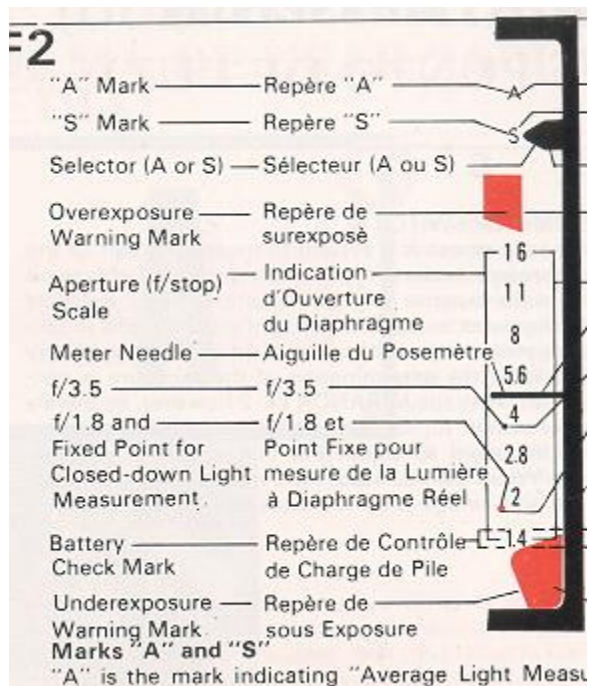 F2
"A" Mark Repère "A" A
"S" Mark Repère "S" S
Selector (A or S) Sélecteur (A ou S)
Overexposure Repère de
Warning Mark surexposè
16
Aperture (f/stop) Indication
Scale d'Ouverture 11
du Diaphragme 8
Meter Needle Aiguille du Posemètre 5.6
f/3.5 f/3.5 4
f/1.8 and f/1.8 et
Fixed Point for Point Fixe pour 2.8
Closed-down Light mesure de la Lumière
Measurement. à Diaphragme Réel 2
Battery Repère de Contrôle 1.4
Check Mark de Charge de Pile
Underexposure Repère de
Warning Mark sous Exposure
Marks "A" and "S"
"A" is the mark indicating "Average Light Measu